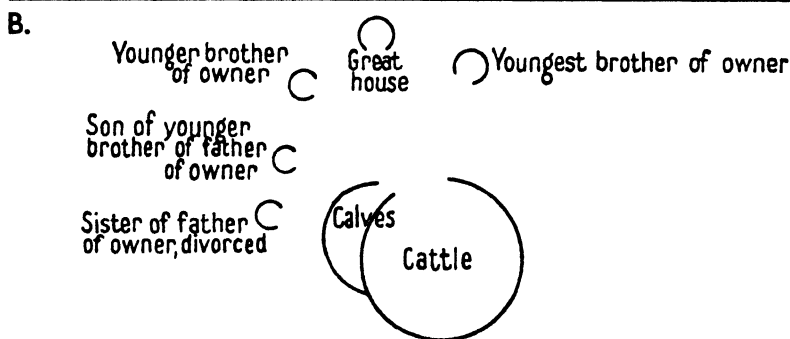 B.
Younger brother
of owner
Great
house
Youngest brother of owner
Son of younger
brother of father
of owner
Sister of father
of owner, divorced
Calves
Cattle